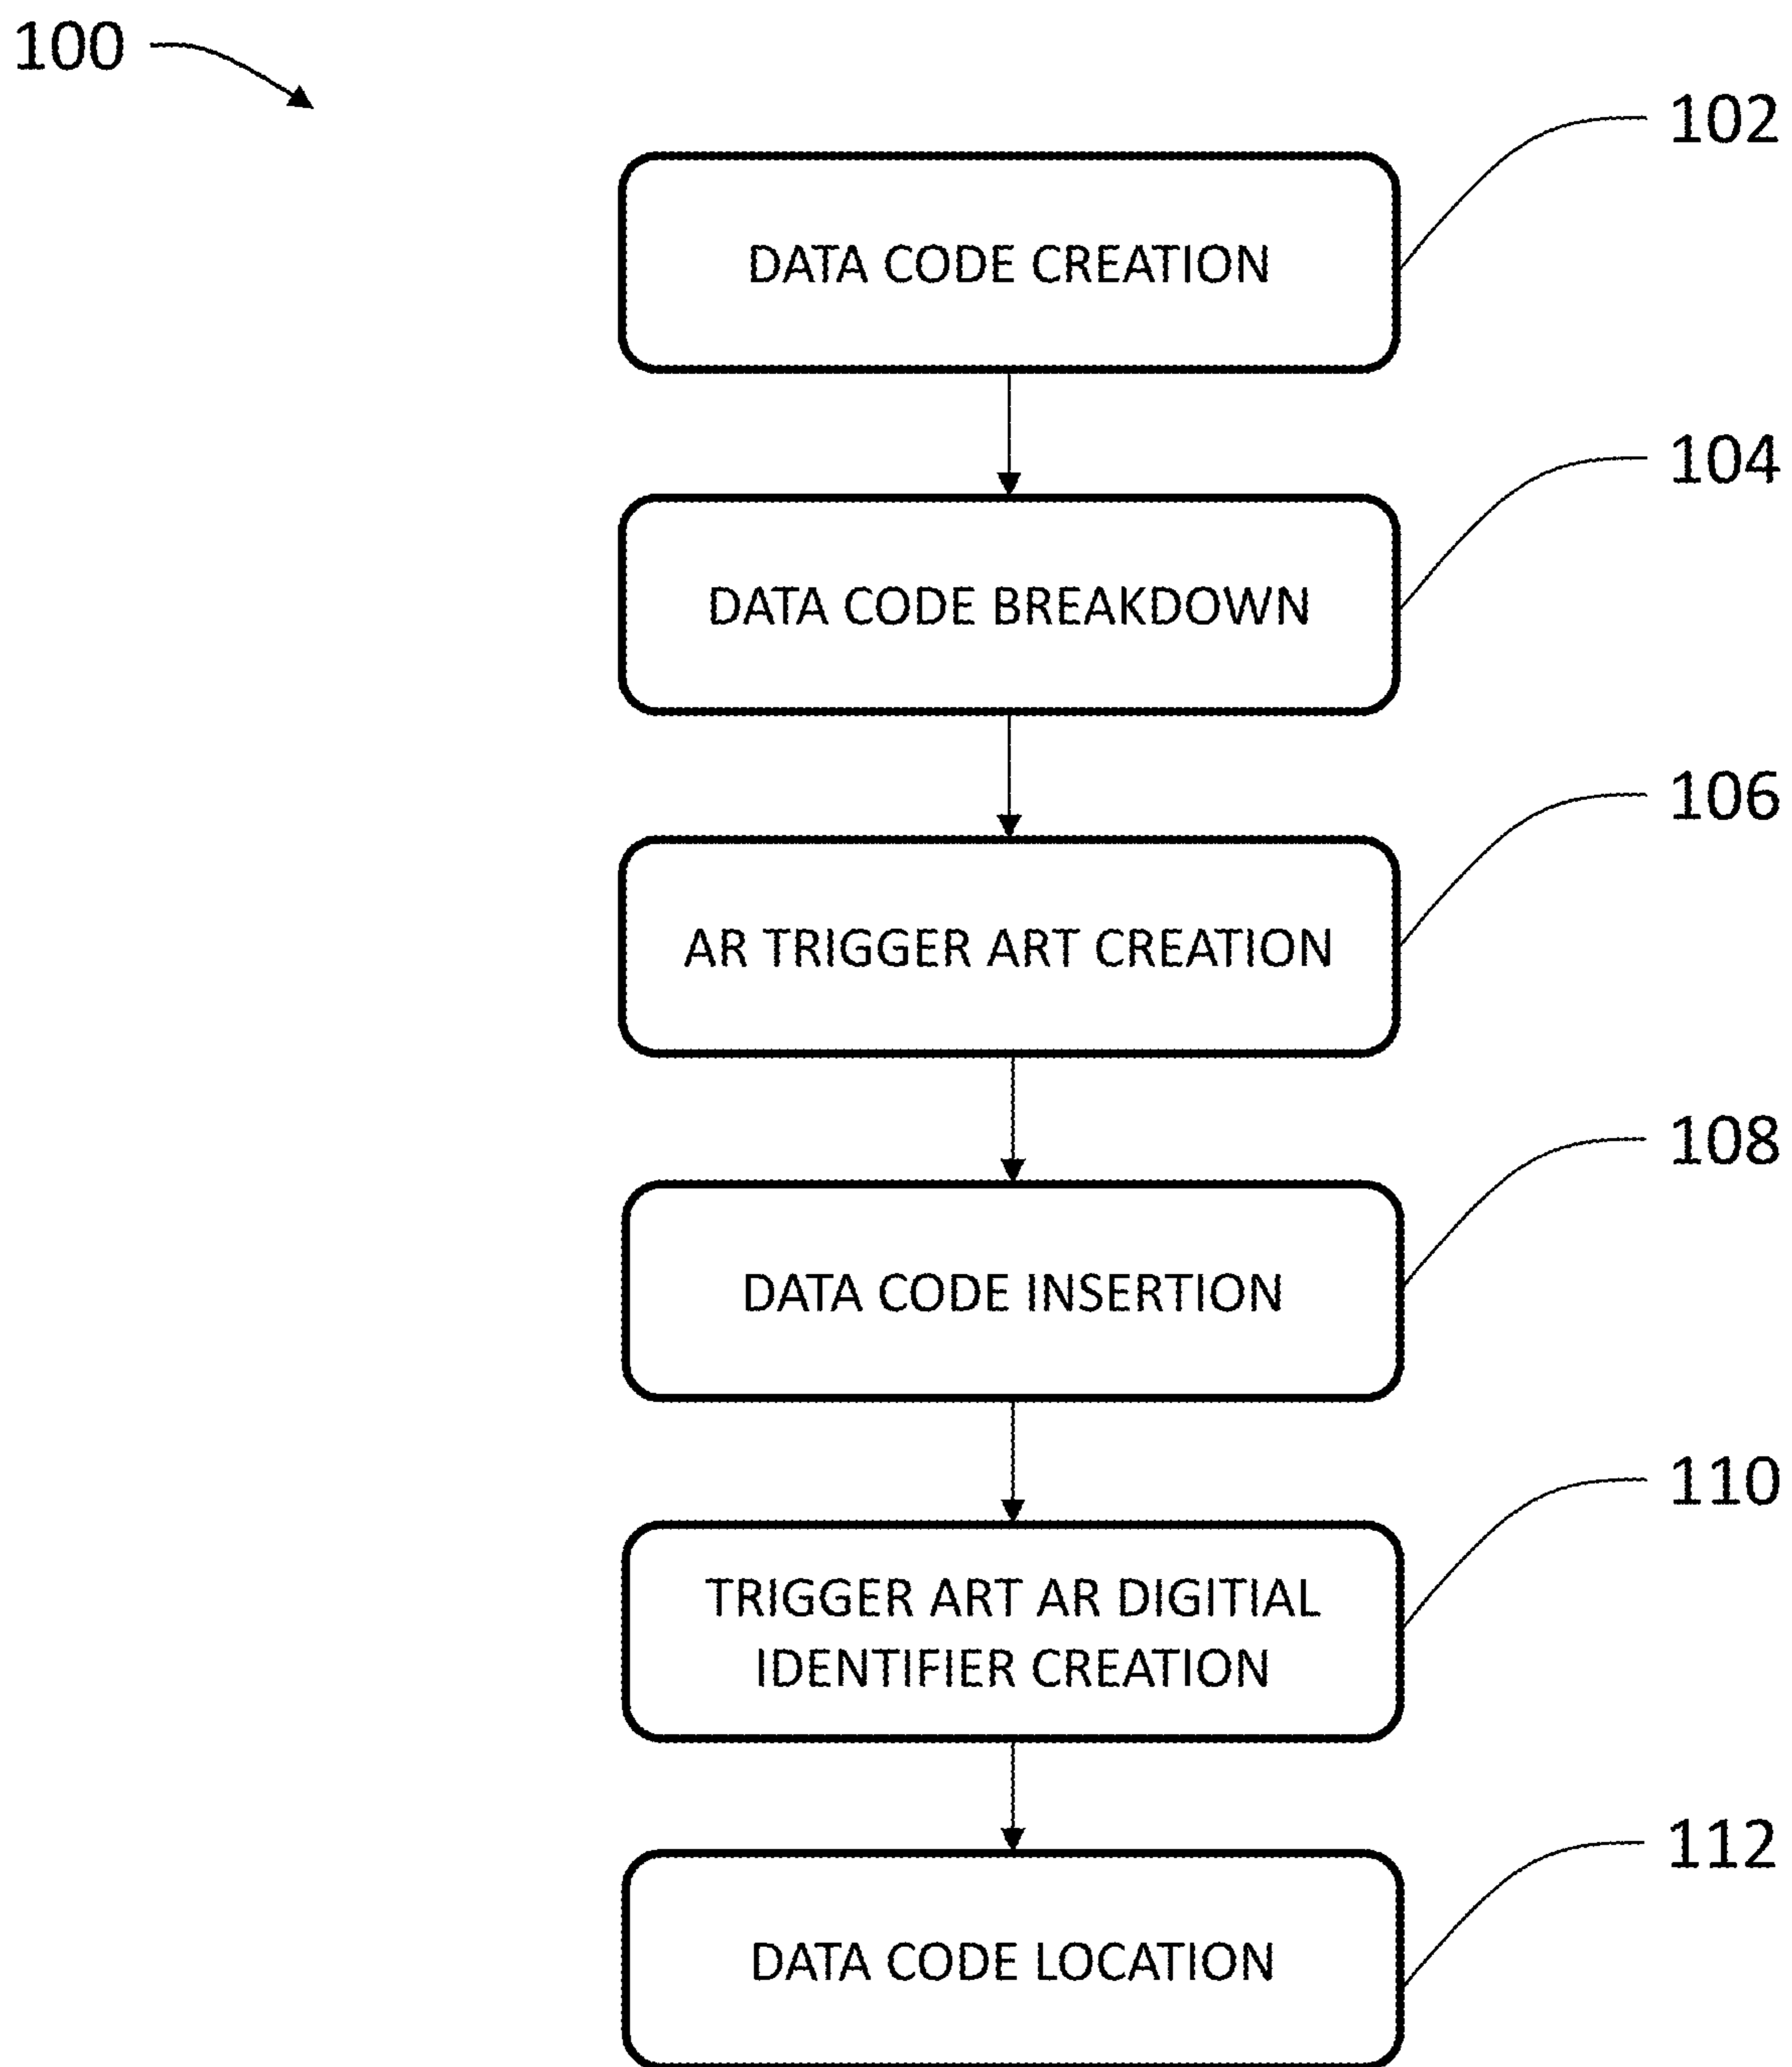 100
102
DATA CODE CREATION
104
DATA CODE BREAKDOWN
106
AR TRIGGER ART CREATION
108
DATA CODE INSERTION
110
TRIGGER ART AR DIGITIAL
IDENTIFIER CREATION
112
DATA CODE LOCATION